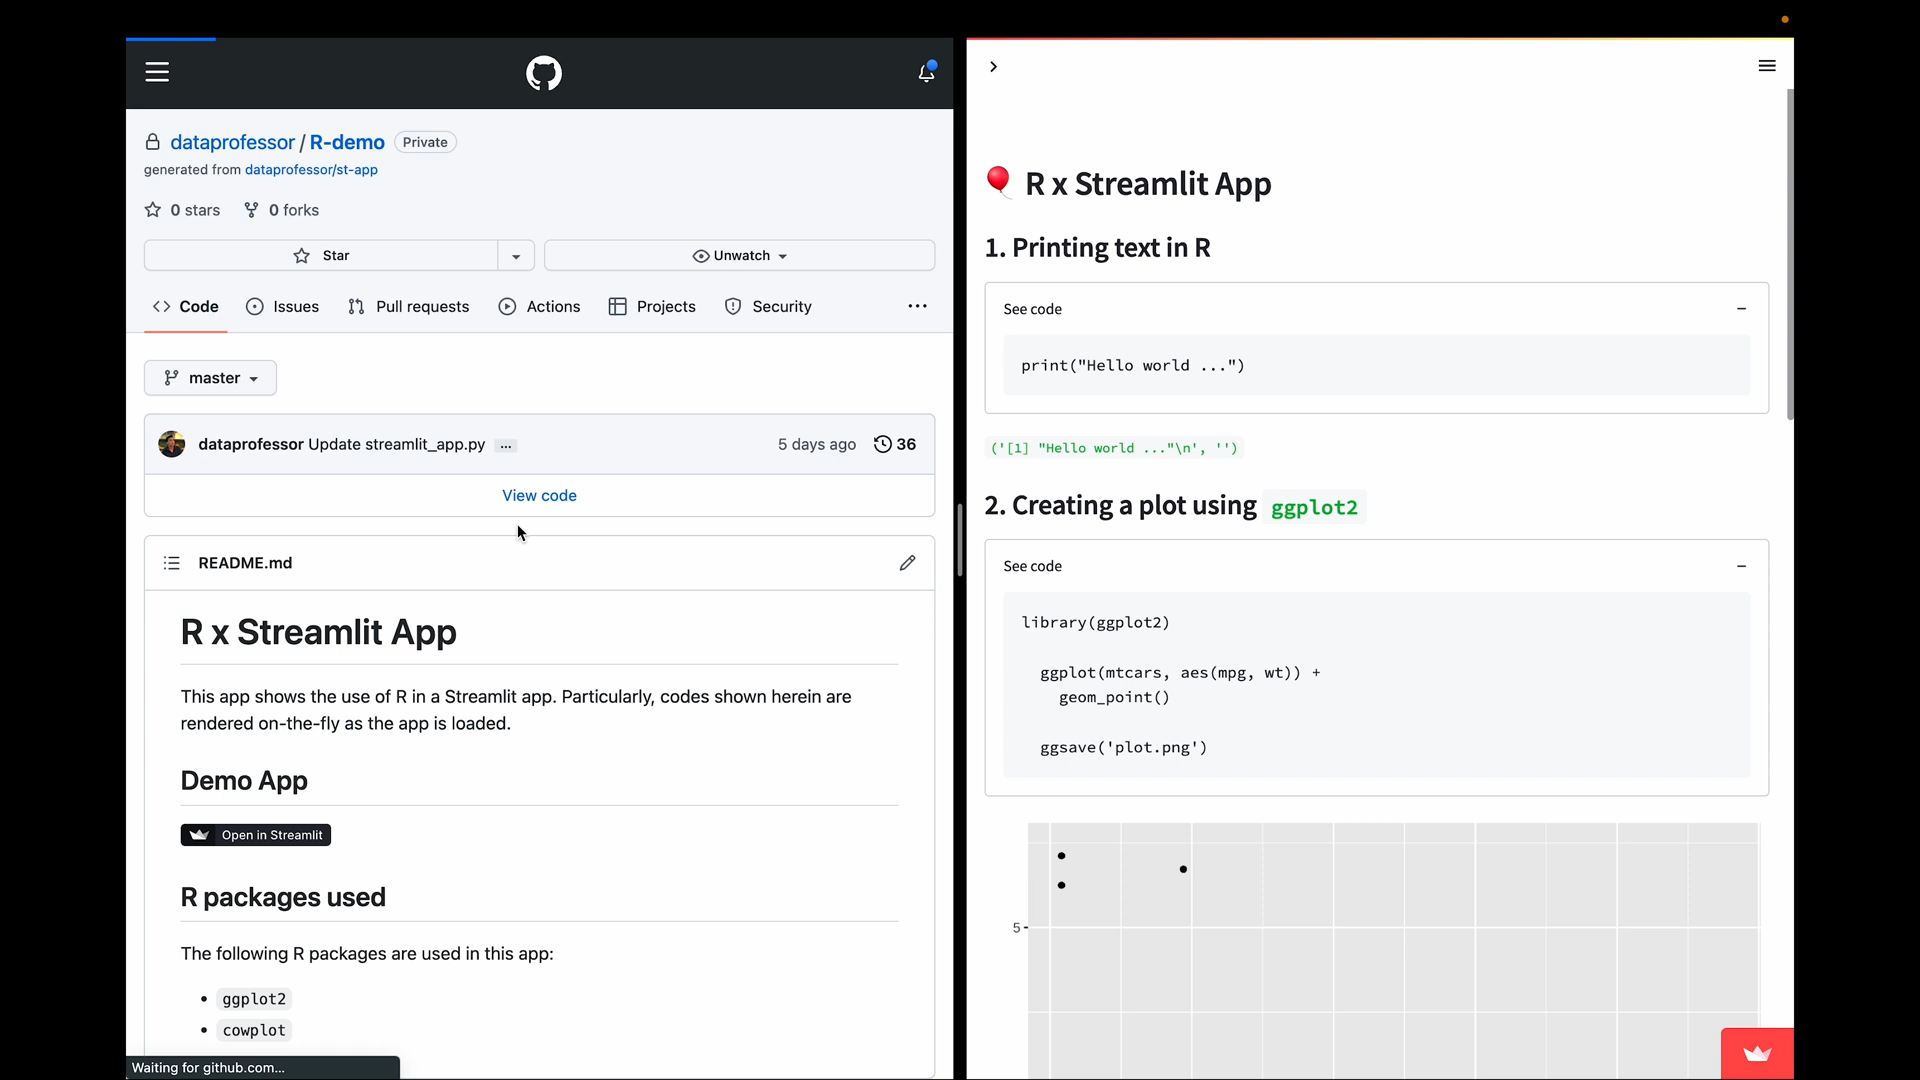 dataprofessor / R-demo Private
generated from dataprofessor/st-app
0 stars 0 forks
Star Unwatch
Code Issues Pull requests Actions Projects Security
master
dataprofessor Update streamlit_app.py ... 5 days ago 36
View code
README.md
R x Streamlit App
This app shows the use of R in a Streamlit app. Particularly, codes shown herein are
rendered on-the-fly as the app is loaded.
Demo App
Open in Streamlit
R packages used
The following R packages are used in this app:
ggplot2
cowplot
Waiting for github.com...
R x Streamlit App
1. Printing text in R
See code
print("Hello world ...")
('[1] "Hello world ..."\n', '')
2. Creating a plot using ggplot2
See code
library(ggplot2)
ggplot(mtcars, aes(mpg, wt)) +
geom_point()
ggsave('plot.png')
5